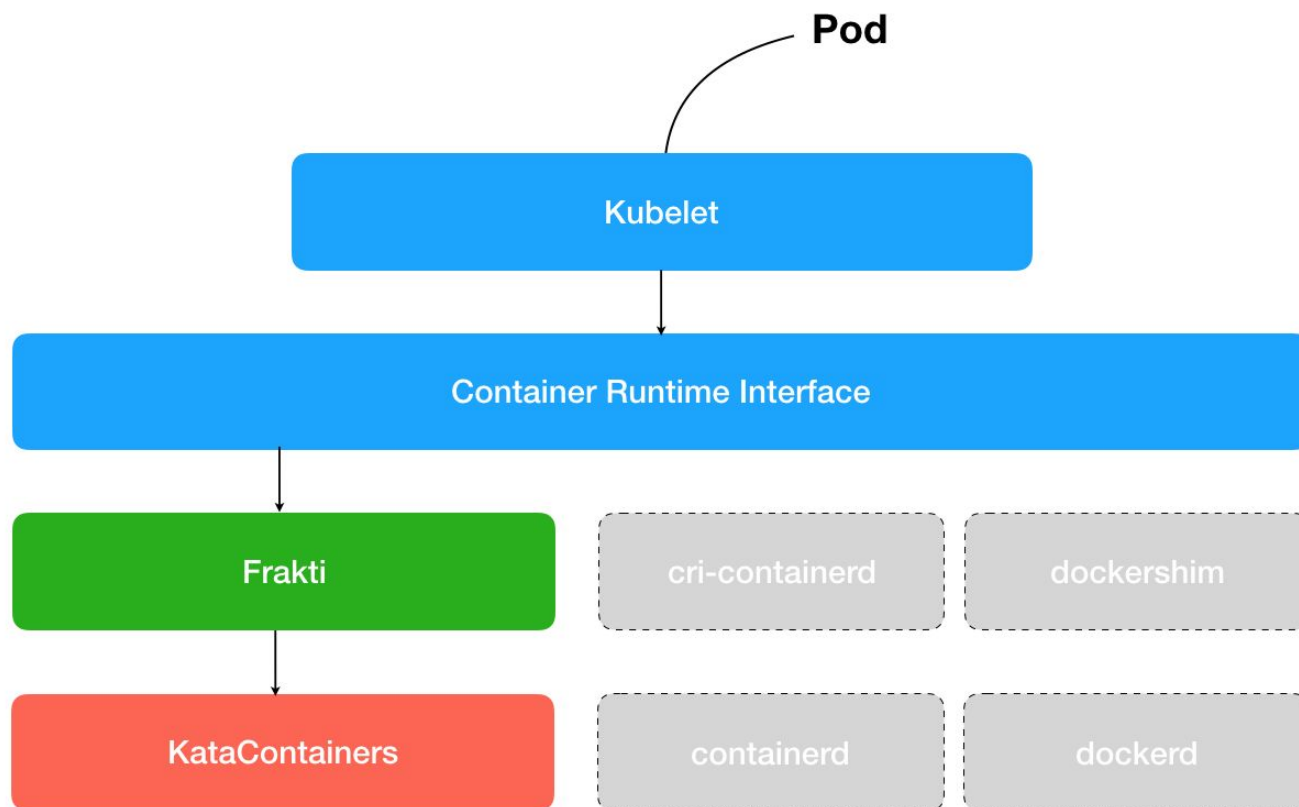 Pod
Kubelet
Container Runtime Interface
Frakti
cri-containerd
dockershim
KataContainers
containerd
dockerd